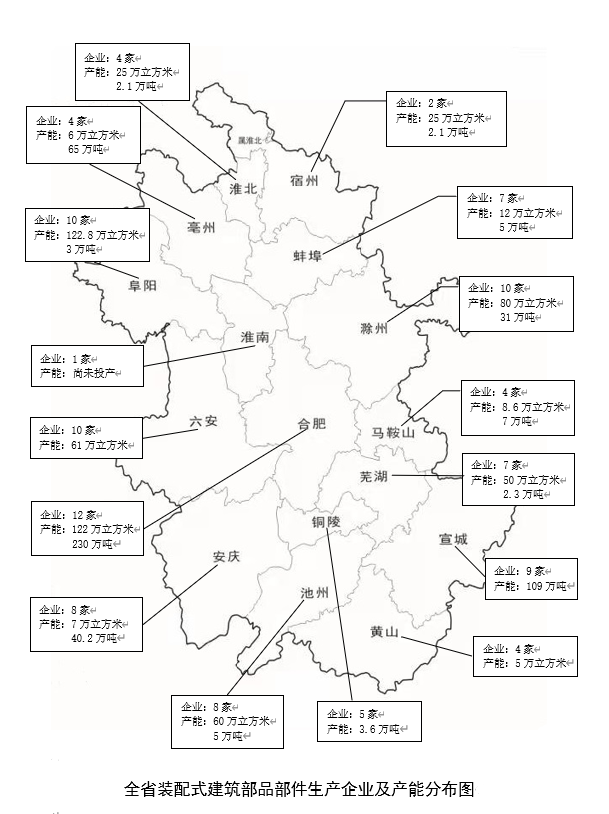 企业：4家
产能：25万立方米
2.1万吨
企业：4家
产能：6万立方米
65万吨
企业：2家
产能：25万立方米
2.1万吨
属淮北
淮北
宿州
企业：7家
产能：12万立方米
5万吨
企业：10家
产能：122.8万立方米
3万吨
亳州
蚌埠
阜阳
企业：10家
产能：80万立方米
31万吨
滁州
淮南
企业：1家
产能：尚未投产
企业：4家
产能：8.6万立方米
7万吨
企业：10家
产能：61万立方米
六安
合肥
马鞍山
企业：7家
产能：50万立方米
2.3万吨
芜湖
企业：12家
产能：122万立方米
230万吨
铜陵
宣城
安庆
企业：9家
产能：109万吨
池州
企业：8家
产能：7万立方米
40.2万吨
黄山
企业：4家
产能：5万立方米
企业：8家
产能：60万立方米
5万吨
企业：5家
产能：3.6万吨
全省装配式建筑部品部件生产企业及产能分布图